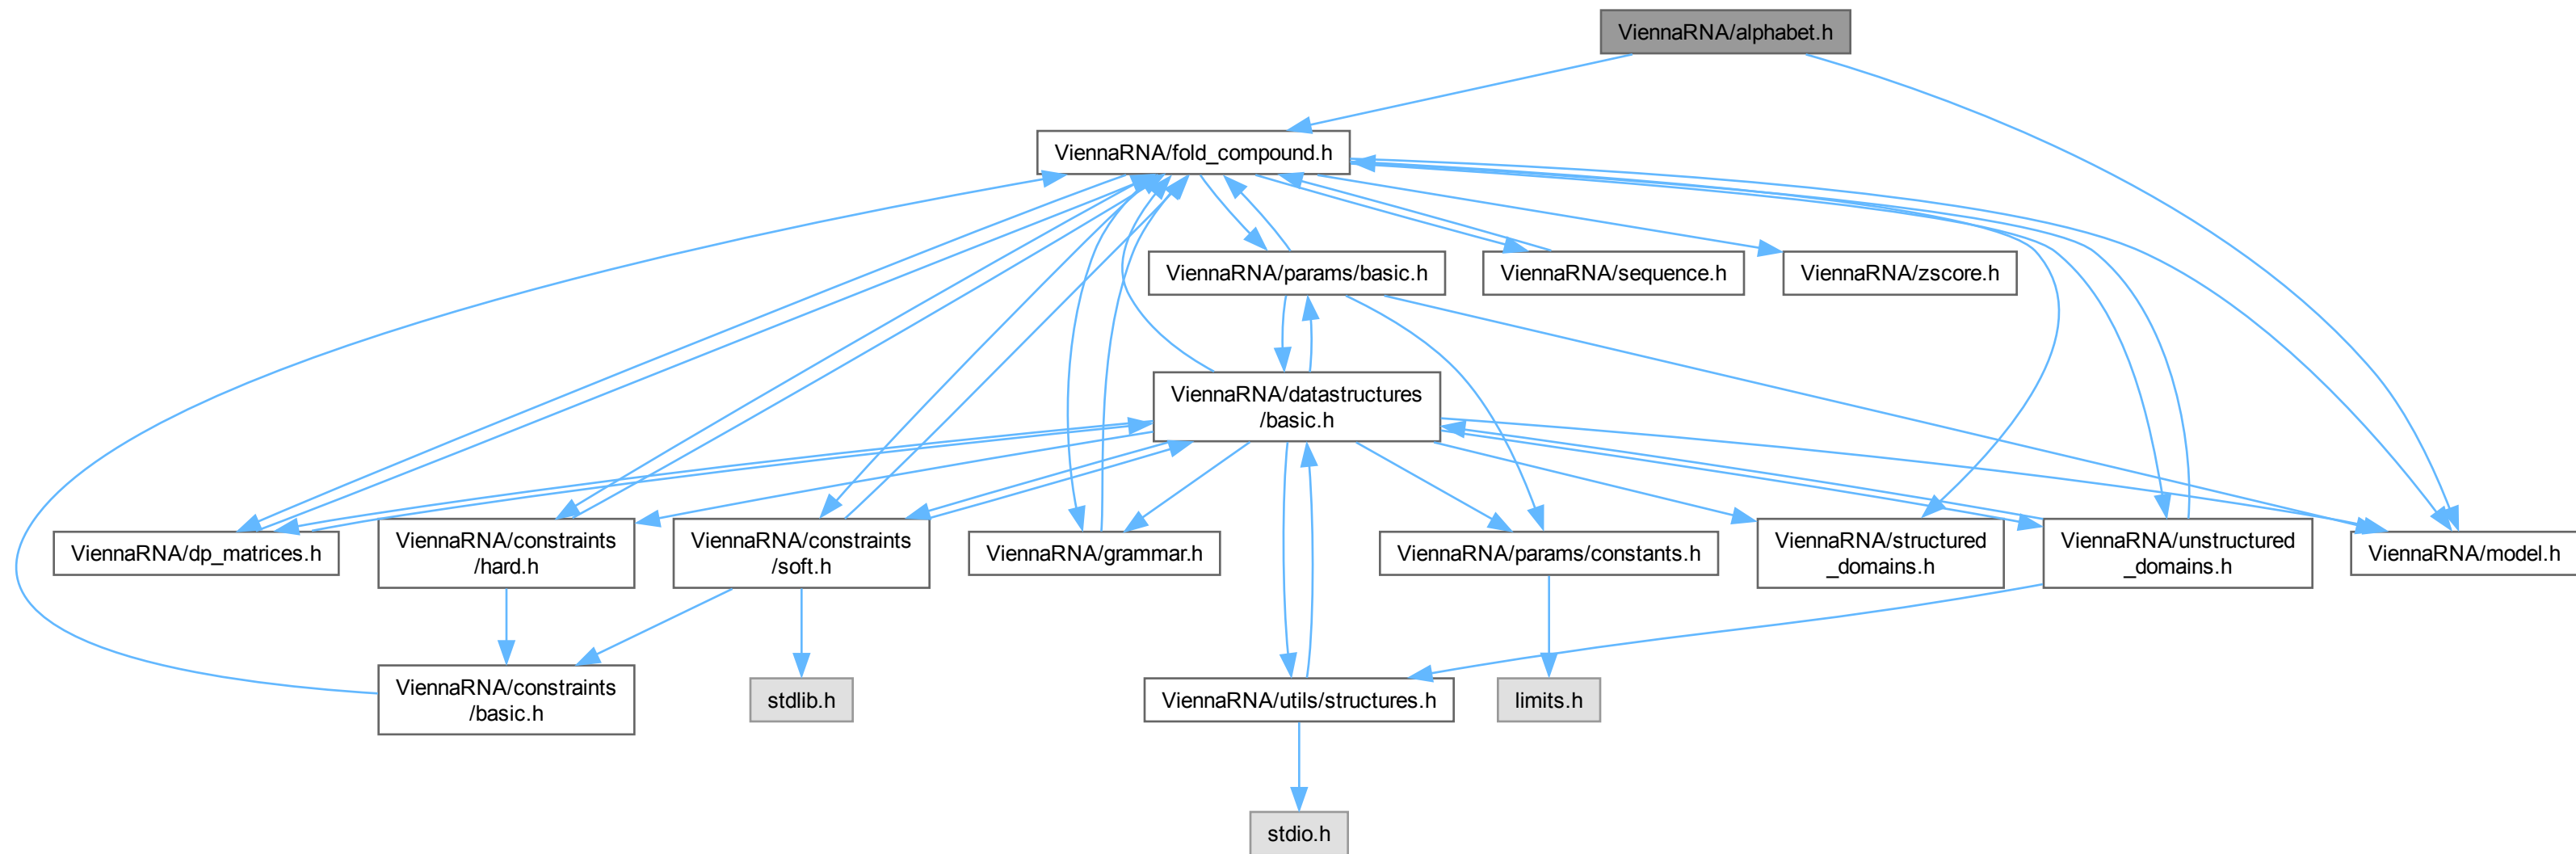 ViennaRNA/alphabet.h
ViennaRNA/fold_compound.h
ViennaRNA/params/basic.h
ViennaRNA/sequence.h
ViennaRNA/zscore.h
ViennaRNA/datastructures
/basic.h
ViennaRNA/dp_matrices.h
ViennaRNA/constraints
/hard.h
ViennaRNA/constraints
/soft.h
ViennaRNA/grammar.h
ViennaRNA/params/constants.h
ViennaRNA/structured
_domains.h
ViennaRNA/unstructured
_domains.h
ViennaRNA/model.h
ViennaRNA/constraints
/basic.h
stdlib.h
ViennaRNA/utils/structures.h
limits.h
stdio.h